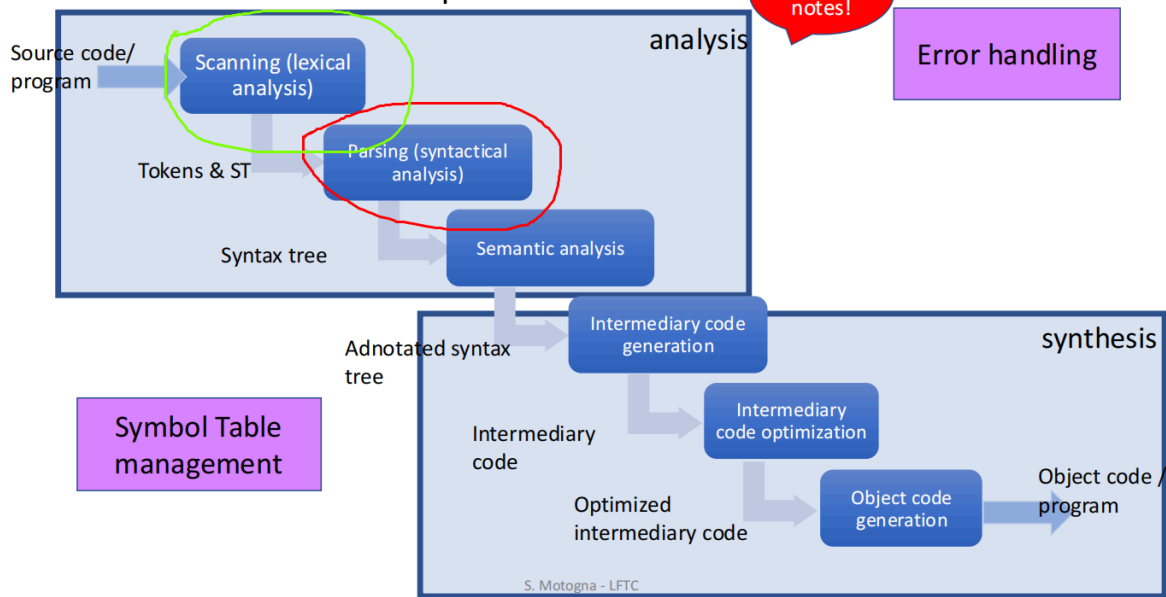 notes!
analysis
Error handling
Source code/
program
Scanning (lexical
analysis)
Tokens & ST
Parsing (syntactical
analysis)
Syntax tree
Semantic analysis
synthesis
Adnotated syntax
tree
Intermediary code
generation
Symbol Table
management
Intermediary
code
Intermediary
code optimization
Optimized
intermediary code
Object code
generation
Object code /
program
S. Motogna - LFTC